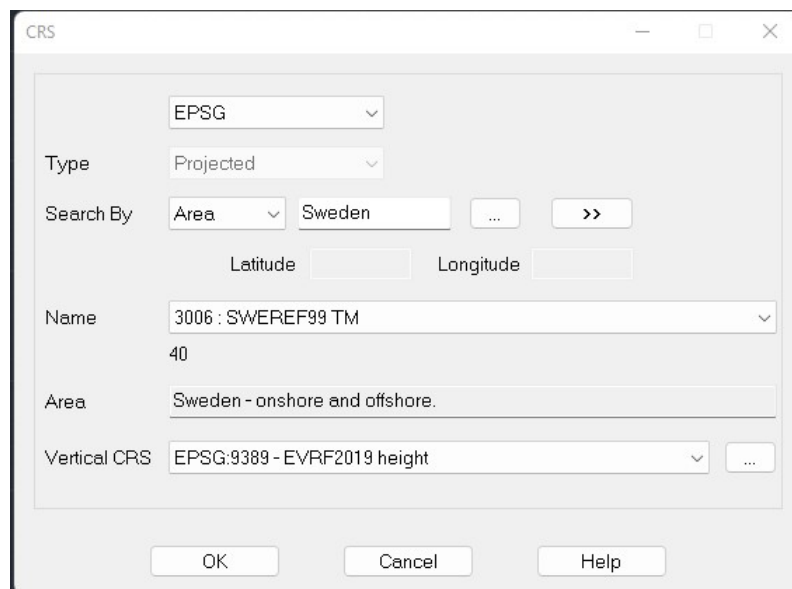 CRS
EPSG
Type Projected
Search By Area Sweden ... >>
Latitude Longitude
Name 3006 : SWEREF99 TM
40
Area Sweden - onshore and offshore.
Vertical CRS EPSG:9389 - EVRF2019 height ...
OK Cancel Help